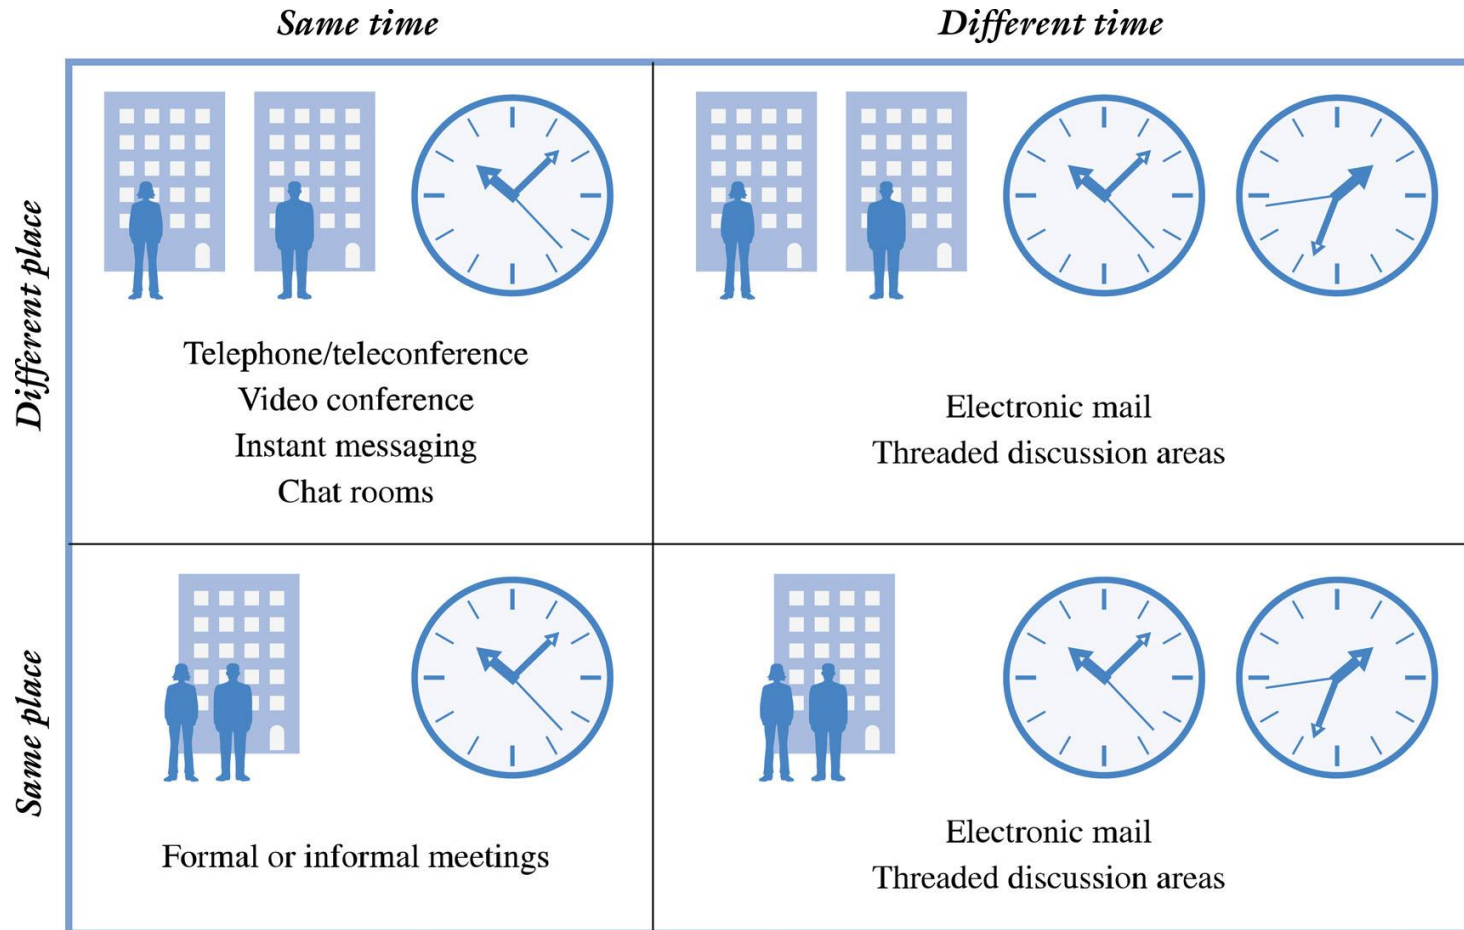 Same time
Different time
Different place
Telephone/teleconference
Video conference
Instant messaging
Chat rooms
Electronic mail
Threaded discussion areas
Same place
Formal or informal meetings
Electronic mail
Threaded discussion areas